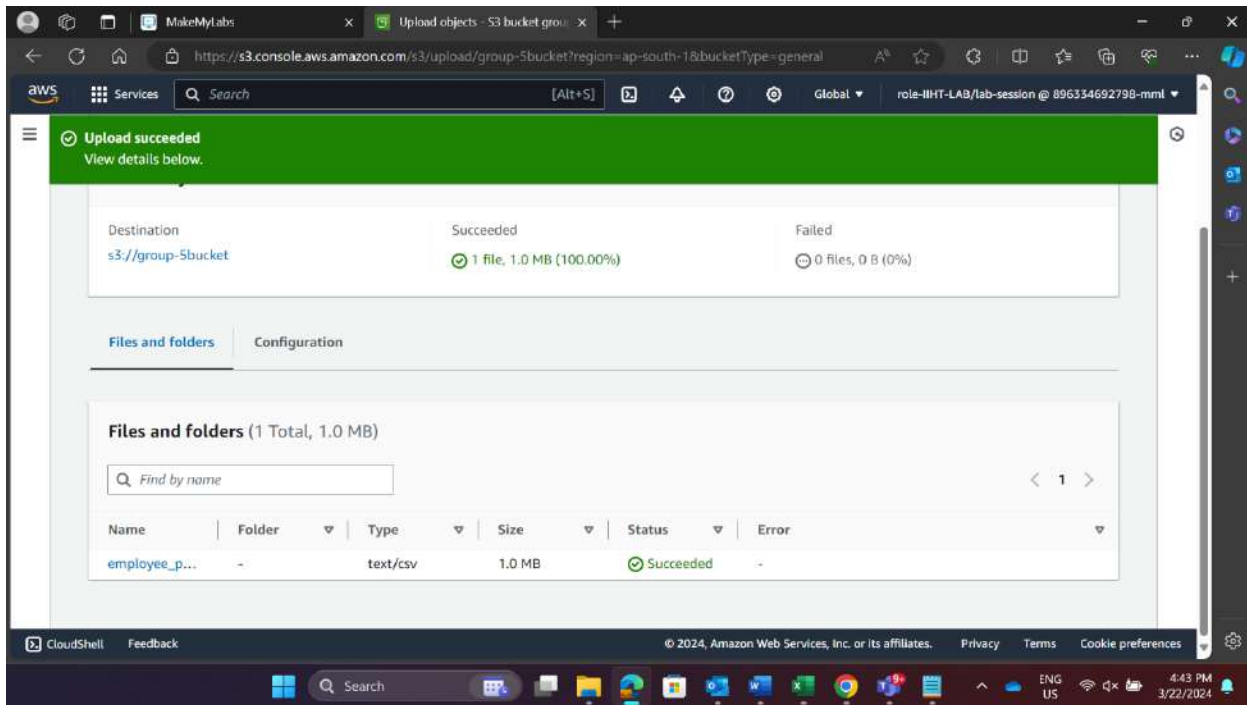 MakeMyLabs
Upload objects - S3 bucket grou
https://s3.console.aws.amazon.com/s3/upload/group-5bucket?region=ap-south-1&bucketType=general
aws
Services
Search
[Alt+S]
Global
role-IIHT-LAB/lab-session @ 896334692798-mml
Upload succeeded
View details below.
Destination Succeeded Failed
s3://group-5bucket 1 file, 1.0 MB (100.00%) 0 files, 0 B (0%)
Files and folders Configuration
Files and folders (1 Total, 1.0 MB)
Find by name
1
Name Folder Type Size Status Error
employee_p... - text/csv 1.0 MB Succeeded -
CloudShell Feedback © 2024, Amazon Web Services, Inc. or its affiliates. Privacy Terms Cookie preferences
Search
ENG
US
4:43 PM
3/22/2024